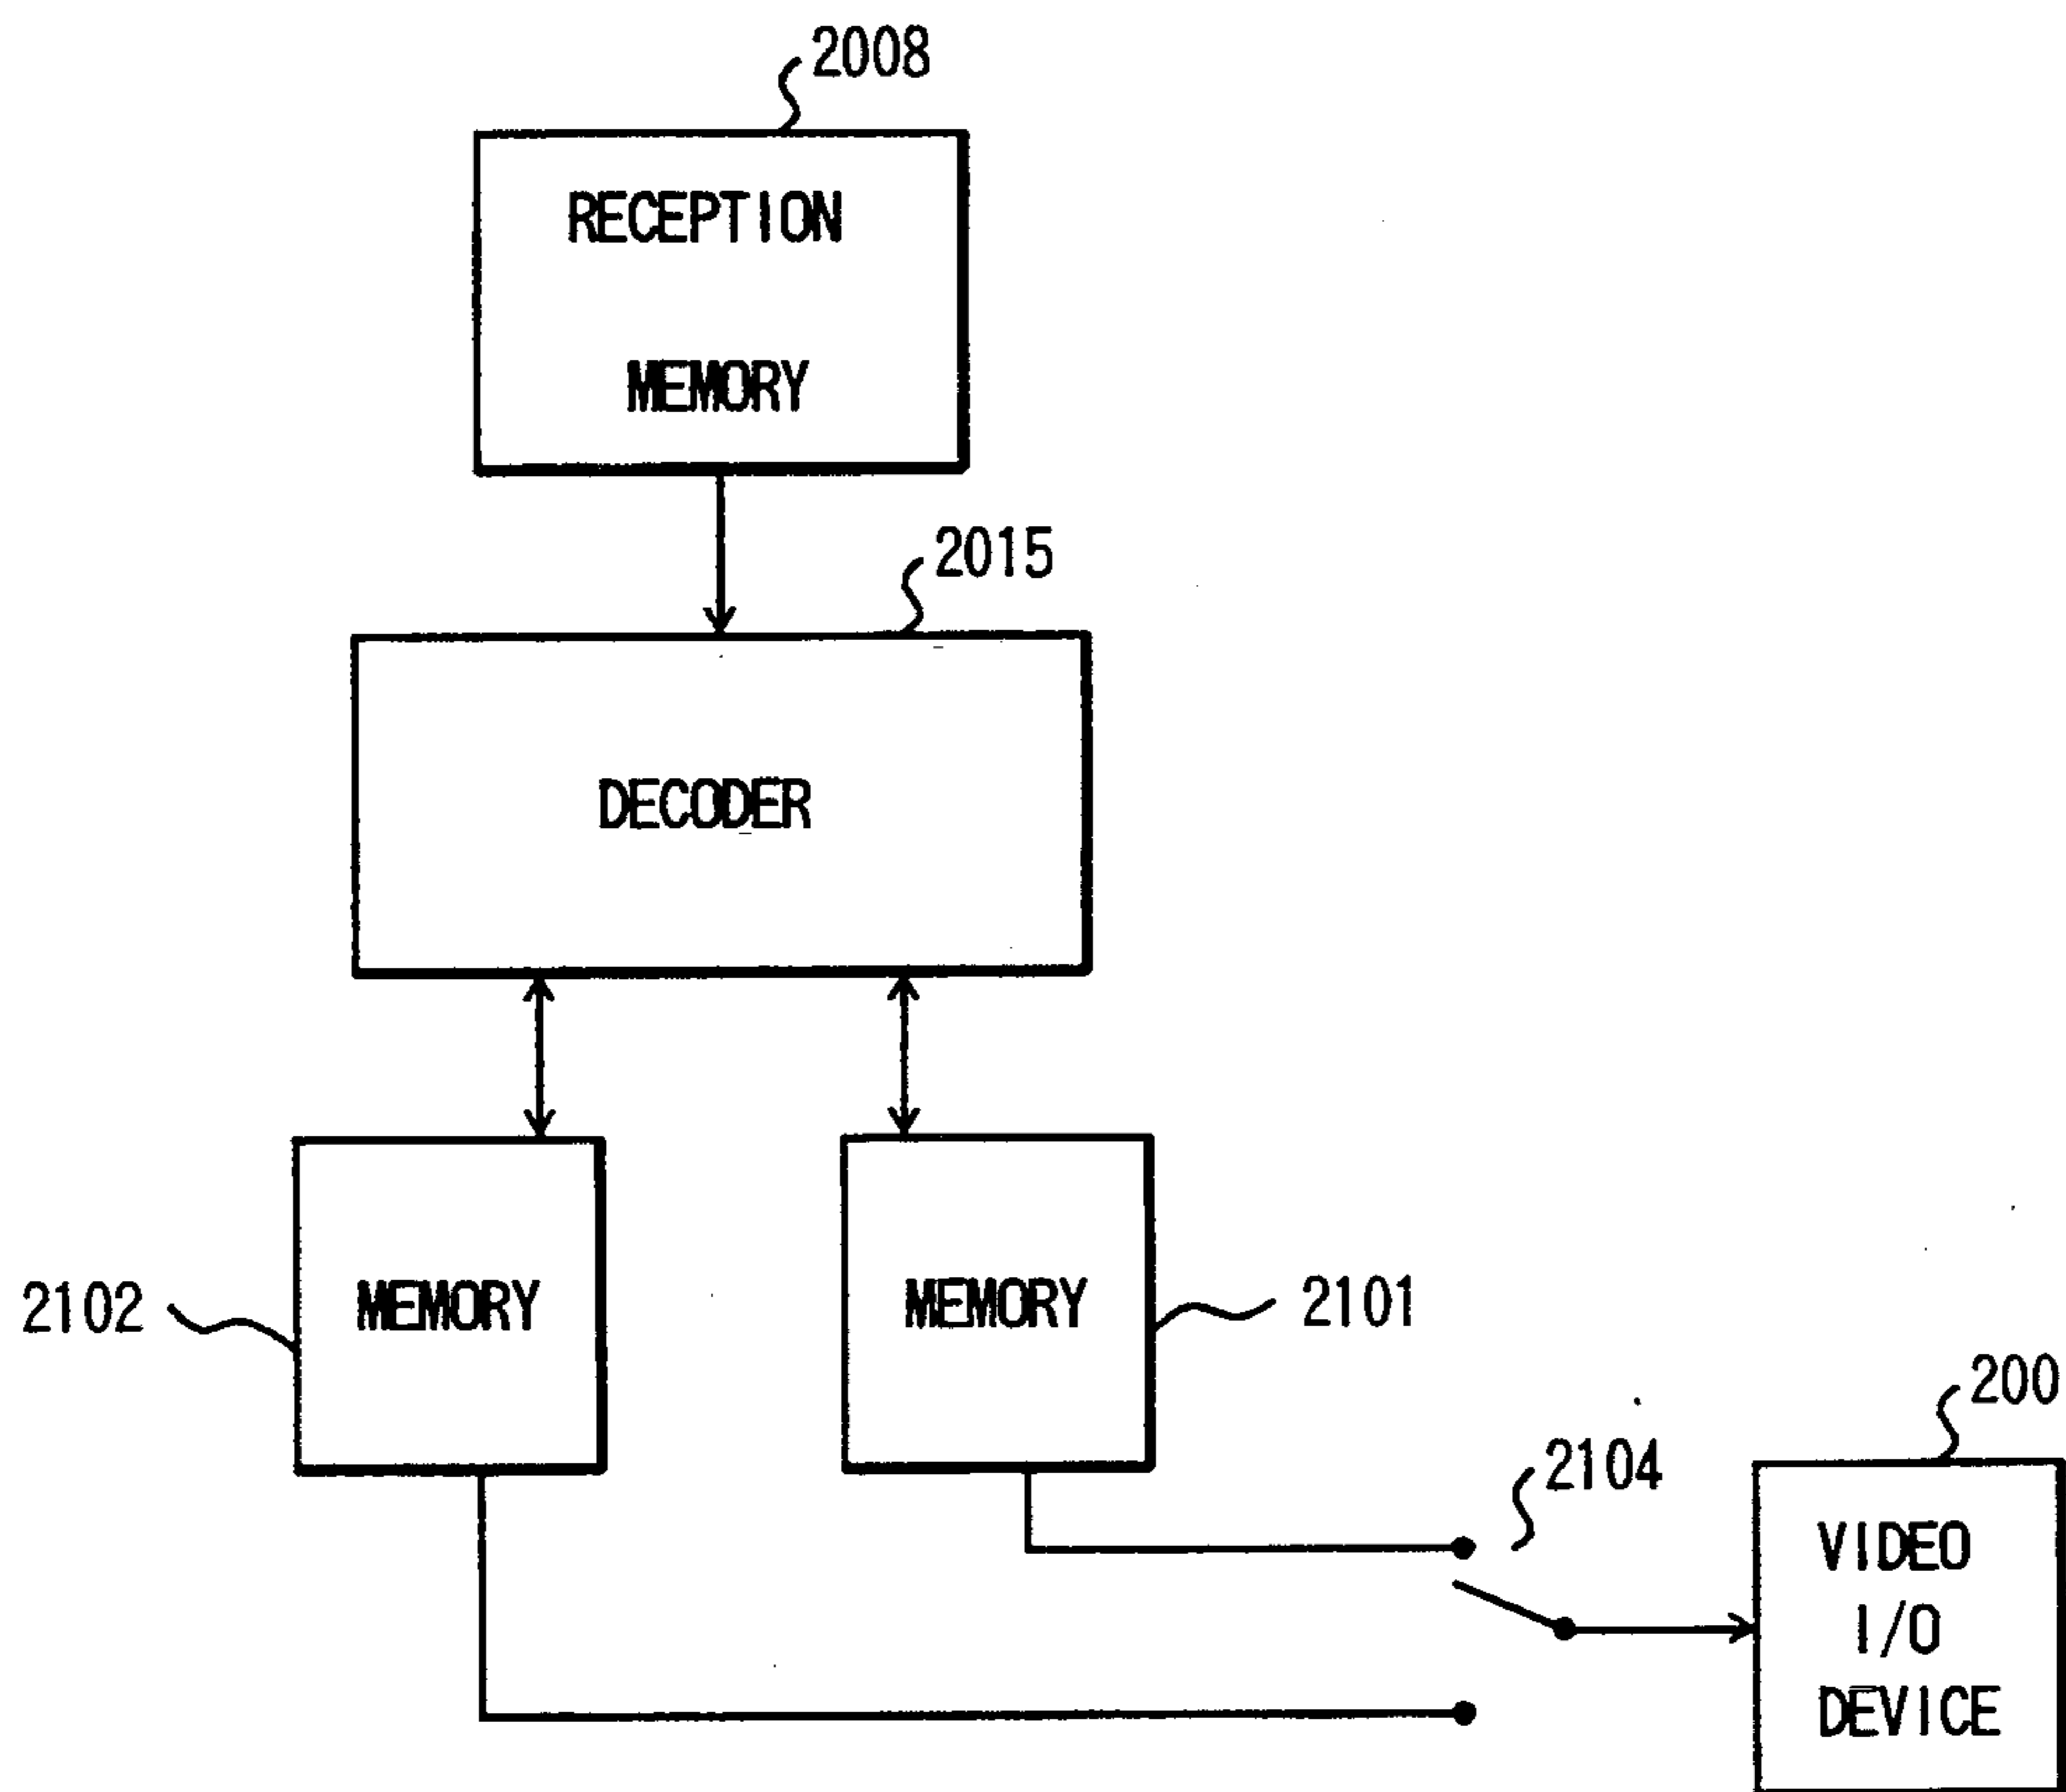 2008
RECEPTION
MEMORY
2015
DECODER
2102
MEMORY
MEMORY
2101
200
2104
VIDEO
I/O
DEVICE